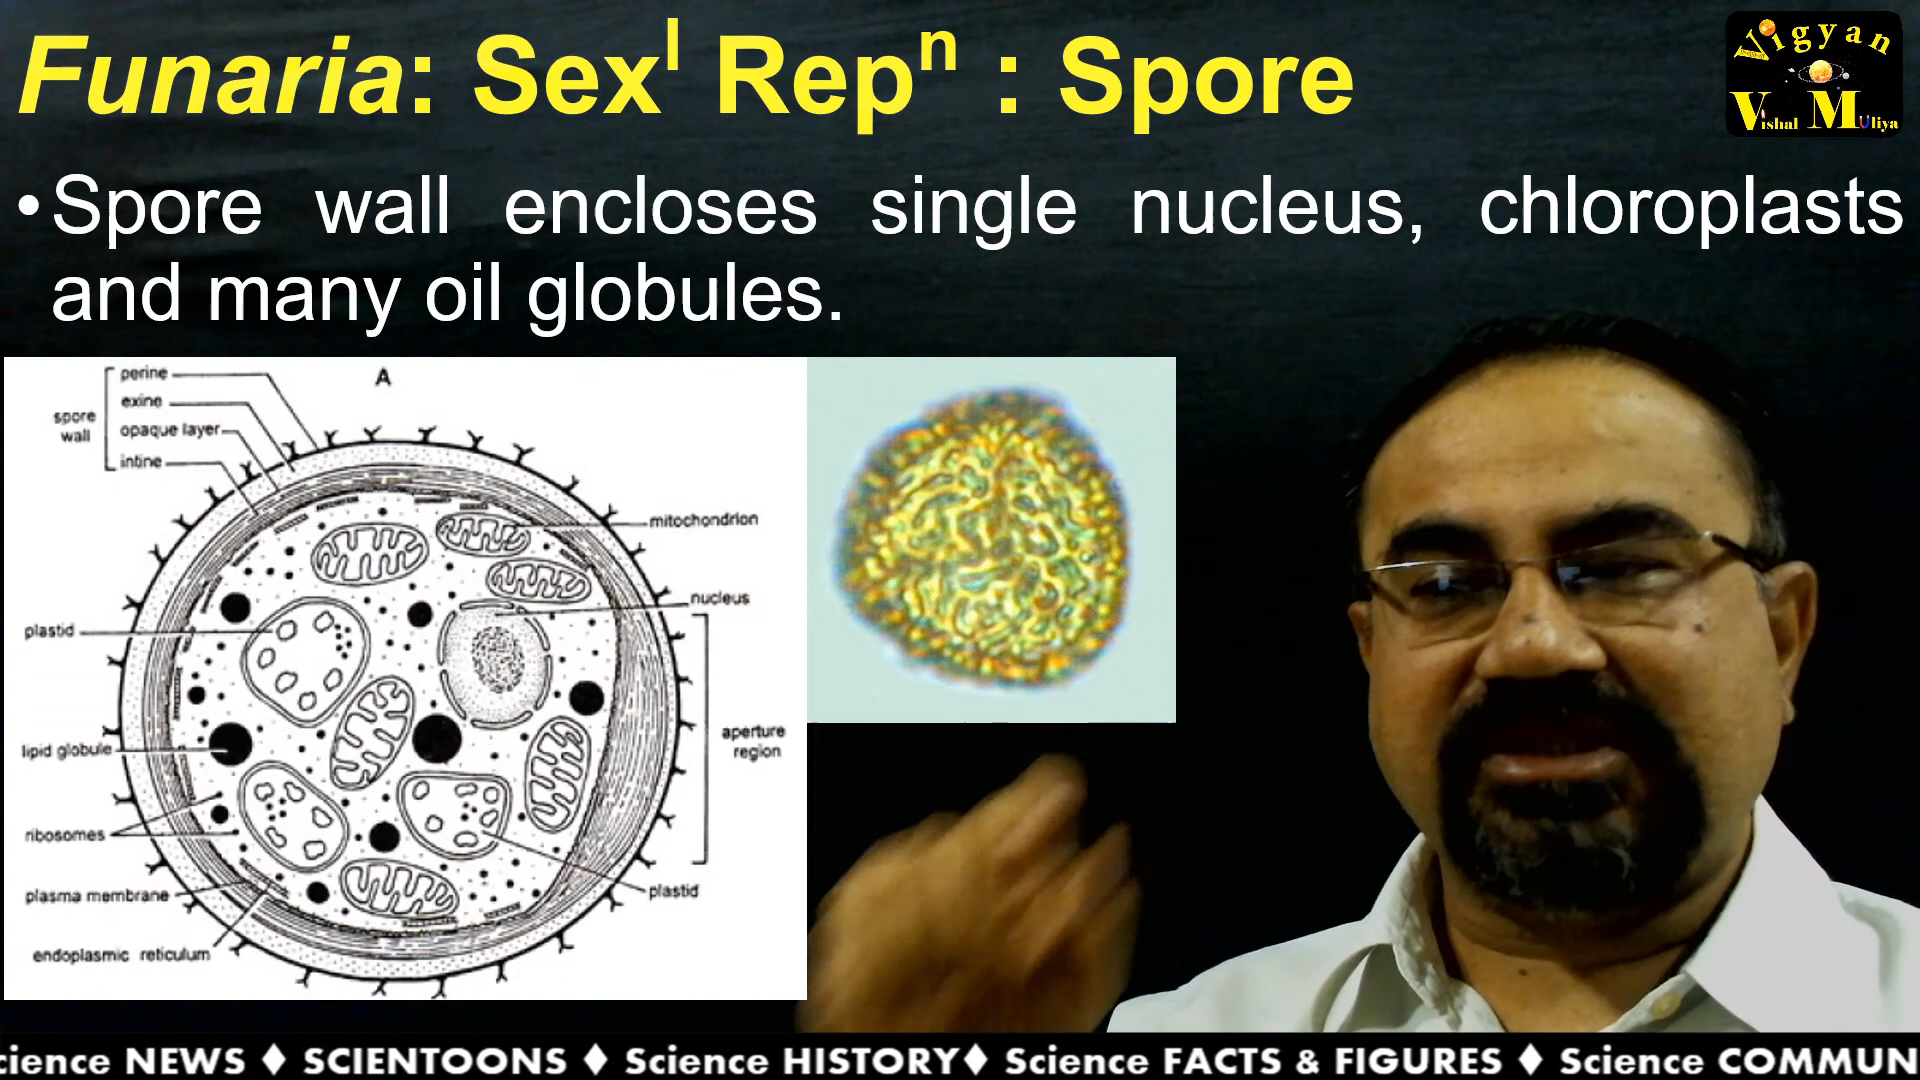 Funaria: Sexl Repn : Spore
Vigyan
Vishal Muliya
•Spore wall encloses single nucleus, chloroplasts
and many oil globules.
A
perine
exine
spore wall
opaque layer
intine
mitochondrion
nucleus
plastid
aperture region
lipid globule
ribosomes
plasma membrane
plastid
endoplasmic reticulum
cience NEWS ♦ SCIENTOONS ♦ Science HISTORY♦ Science FACTS & FIGURES ♦ Science COMMUN